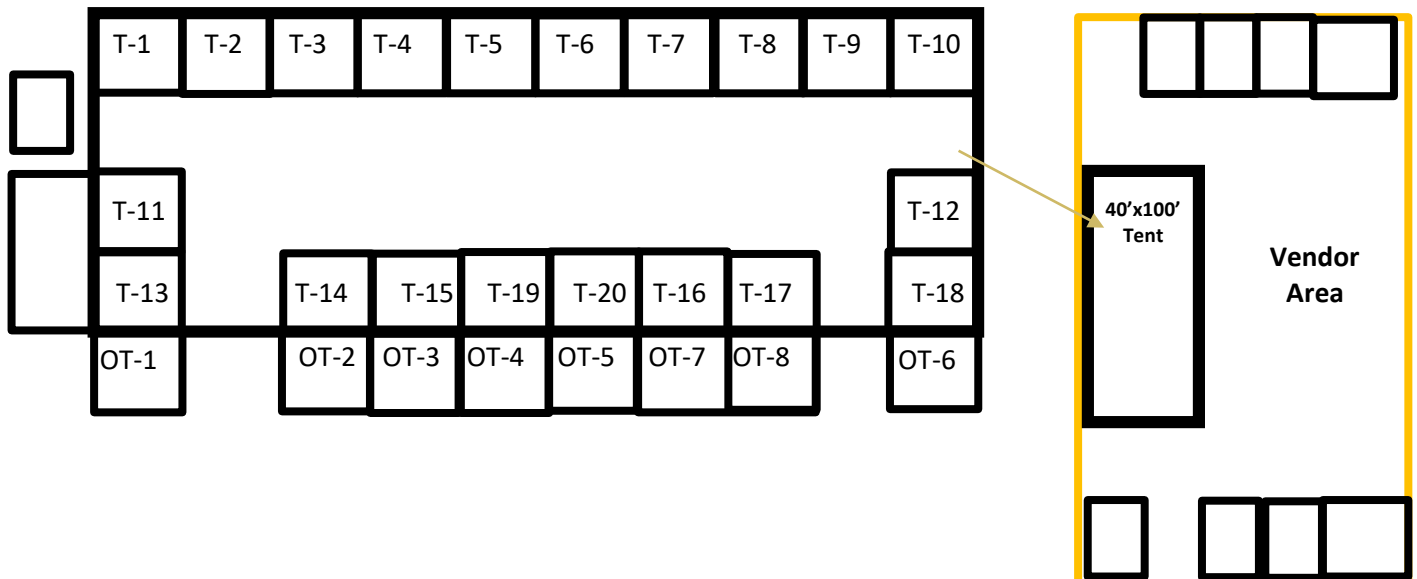 T-1 T-2 T-3 T-4 T-5 T-6 T-7 T-8 T-9 T-10
T-11 T-12
T-13 T-14 T-15 T-19 T-20 T-16 T-17 T-18
OT-1 OT-2 OT-3 OT-4 OT-5 OT-7 OT-8 OT-6
40’x100’
Tent
Vendor
Area